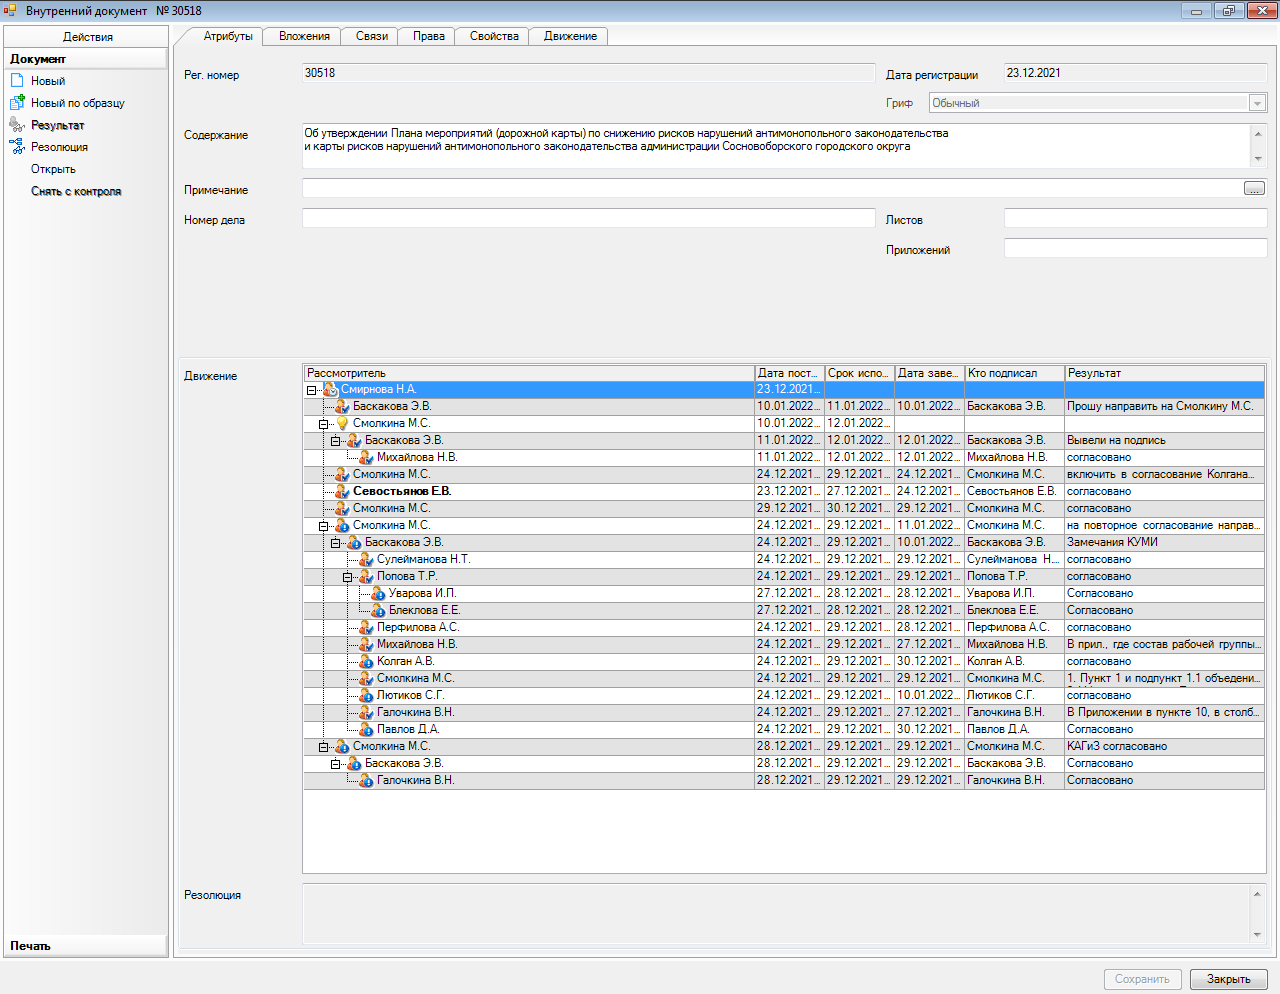 Внутренний документ № 30518
Действия
Документ
Новый
Новый по образцу
Результат
Резолюция
Открыть
Снять с контроля
Печать
Атрибуты Вложения Связи Права Свойства Движение
Рег. номер 30518 Дата регистрации 23.12.2021
Гриф Обычный
Содержание Об утверждении Плана мероприятий (дорожной карты) по снижению рисков нарушений антимонопольного законодательства
и карты рисков нарушений антимонопольного законодательства администрации Сосновоборского городского округа
Примечание ...
Номер дела Листов
Приложений
Движение
Рассмотритель Дата пост... Срок испо... Дата заве... Кто подписал Результат
Смирнова Н.А. 23.12.2021...
Баскакова Э.В. 10.01.2022... 11.01.2022... 10.01.2022... Баскакова Э.В. Прошу направить на Смолкину М.С.
Смолкина М.С. 10.01.2022... 12.01.2022...
Баскакова Э.В. 11.01.2022... 12.01.2022... 12.01.2022... Баскакова Э.В. Вывели на подпись
Михайлова Н.В. 11.01.2022... 12.01.2022... 12.01.2022... Михайлова Н.В. согласовано
Смолкина М.С. 24.12.2021... 29.12.2021... 24.12.2021... Смолкина М.С. включить в согласование Колгана...
Севостьянов Е.В. 23.12.2021... 27.12.2021... 24.12.2021... Севостьянов Е.В. согласовано
Смолкина М.С. 29.12.2021... 30.12.2021... 29.12.2021... Смолкина М.С. согласовано
Смолкина М.С. 24.12.2021... 29.12.2021... 11.01.2022... Смолкина М.С. на повторное согласование направ...
Баскакова Э.В. 24.12.2021... 29.12.2021... 10.01.2022... Баскакова Э.В. Замечания КУМИ
Сулейманова Н.Т. 24.12.2021... 29.12.2021... 29.12.2021... Сулейманова Н.... согласовано
Попова Т.Р. 24.12.2021... 29.12.2021... 29.12.2021... Попова Т.Р. согласовано
Уварова И.П. 27.12.2021... 28.12.2021... 28.12.2021... Уварова И.П. Согласовано
Блеклова Е.Е. 27.12.2021... 28.12.2021... 28.12.2021... Блеклова Е.Е. Согласовано
Перфилова А.С. 24.12.2021... 29.12.2021... 28.12.2021... Перфилова А.С. согласовано
Михайлова Н.В. 24.12.2021... 29.12.2021... 27.12.2021... Михайлова Н.В. В прил., где состав рабочей группы...
Колган А.В. 24.12.2021... 29.12.2021... 30.12.2021... Колган А.В. согласовано
Смолкина М.С. 24.12.2021... 29.12.2021... 29.12.2021... Смолкина М.С. 1. Пункт 1 и подпункт 1.1 объедени...
Лютиков С.Г. 24.12.2021... 29.12.2021... 10.01.2022... Лютиков С.Г. согласовано
Галочкина В.Н. 24.12.2021... 29.12.2021... 27.12.2021... Галочкина В.Н. В Приложении в пункте 10, в столб...
Павлов Д.А. 24.12.2021... 29.12.2021... 30.12.2021... Павлов Д.А. Согласовано
Смолкина М.С. 28.12.2021... 29.12.2021... 29.12.2021... Смолкина М.С. КАГиЗ согласовано
Баскакова Э.В. 28.12.2021... 29.12.2021... 29.12.2021... Баскакова Э.В. Согласовано
Галочкина В.Н. 28.12.2021... 29.12.2021... 29.12.2021... Галочкина В.Н. Согласовано
Резолюция
Сохранить Закрыть